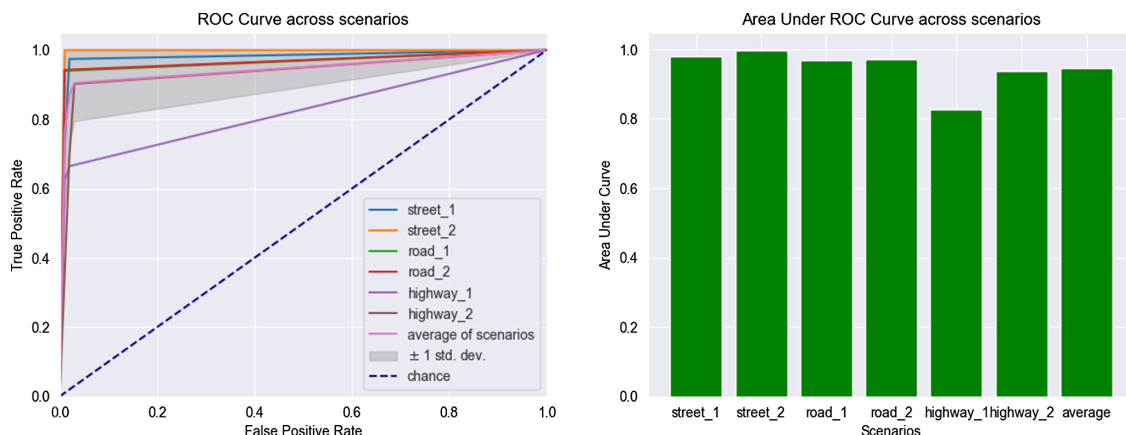 ROC Curve across scenarios
1.0
0.8
0.6
0.4
0.2
0.0
True Positive Rate
0.0 0.2 0.4 0.6 0.8 1.0
False Positive Rate
street_1
street_2
road_1
road_2
highway_1
highway_2
average of scenarios
± 1 std. dev.
chance
Area Under ROC Curve across scenarios
1.0
0.8
0.6
0.4
0.2
0.0
Area Under Curve
street_1 street_2 road_1 road_2 highway_1 highway_2 average
Scenarios